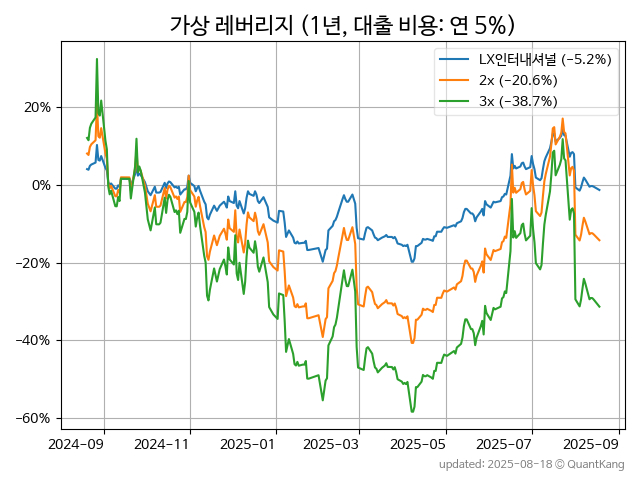 가상 레버리지 (1년, 대출 비용: 연 5%)
LX인터내셔널 (−5.2%)
2x (−20.6%)
3x (−38.7%)
20%
0%
−20%
−40%
−60%
2024-09 2024-11 2025-01 2025-03 2025-05 2025-07 2025-09
updated: 2025-08-18 © QuantKang